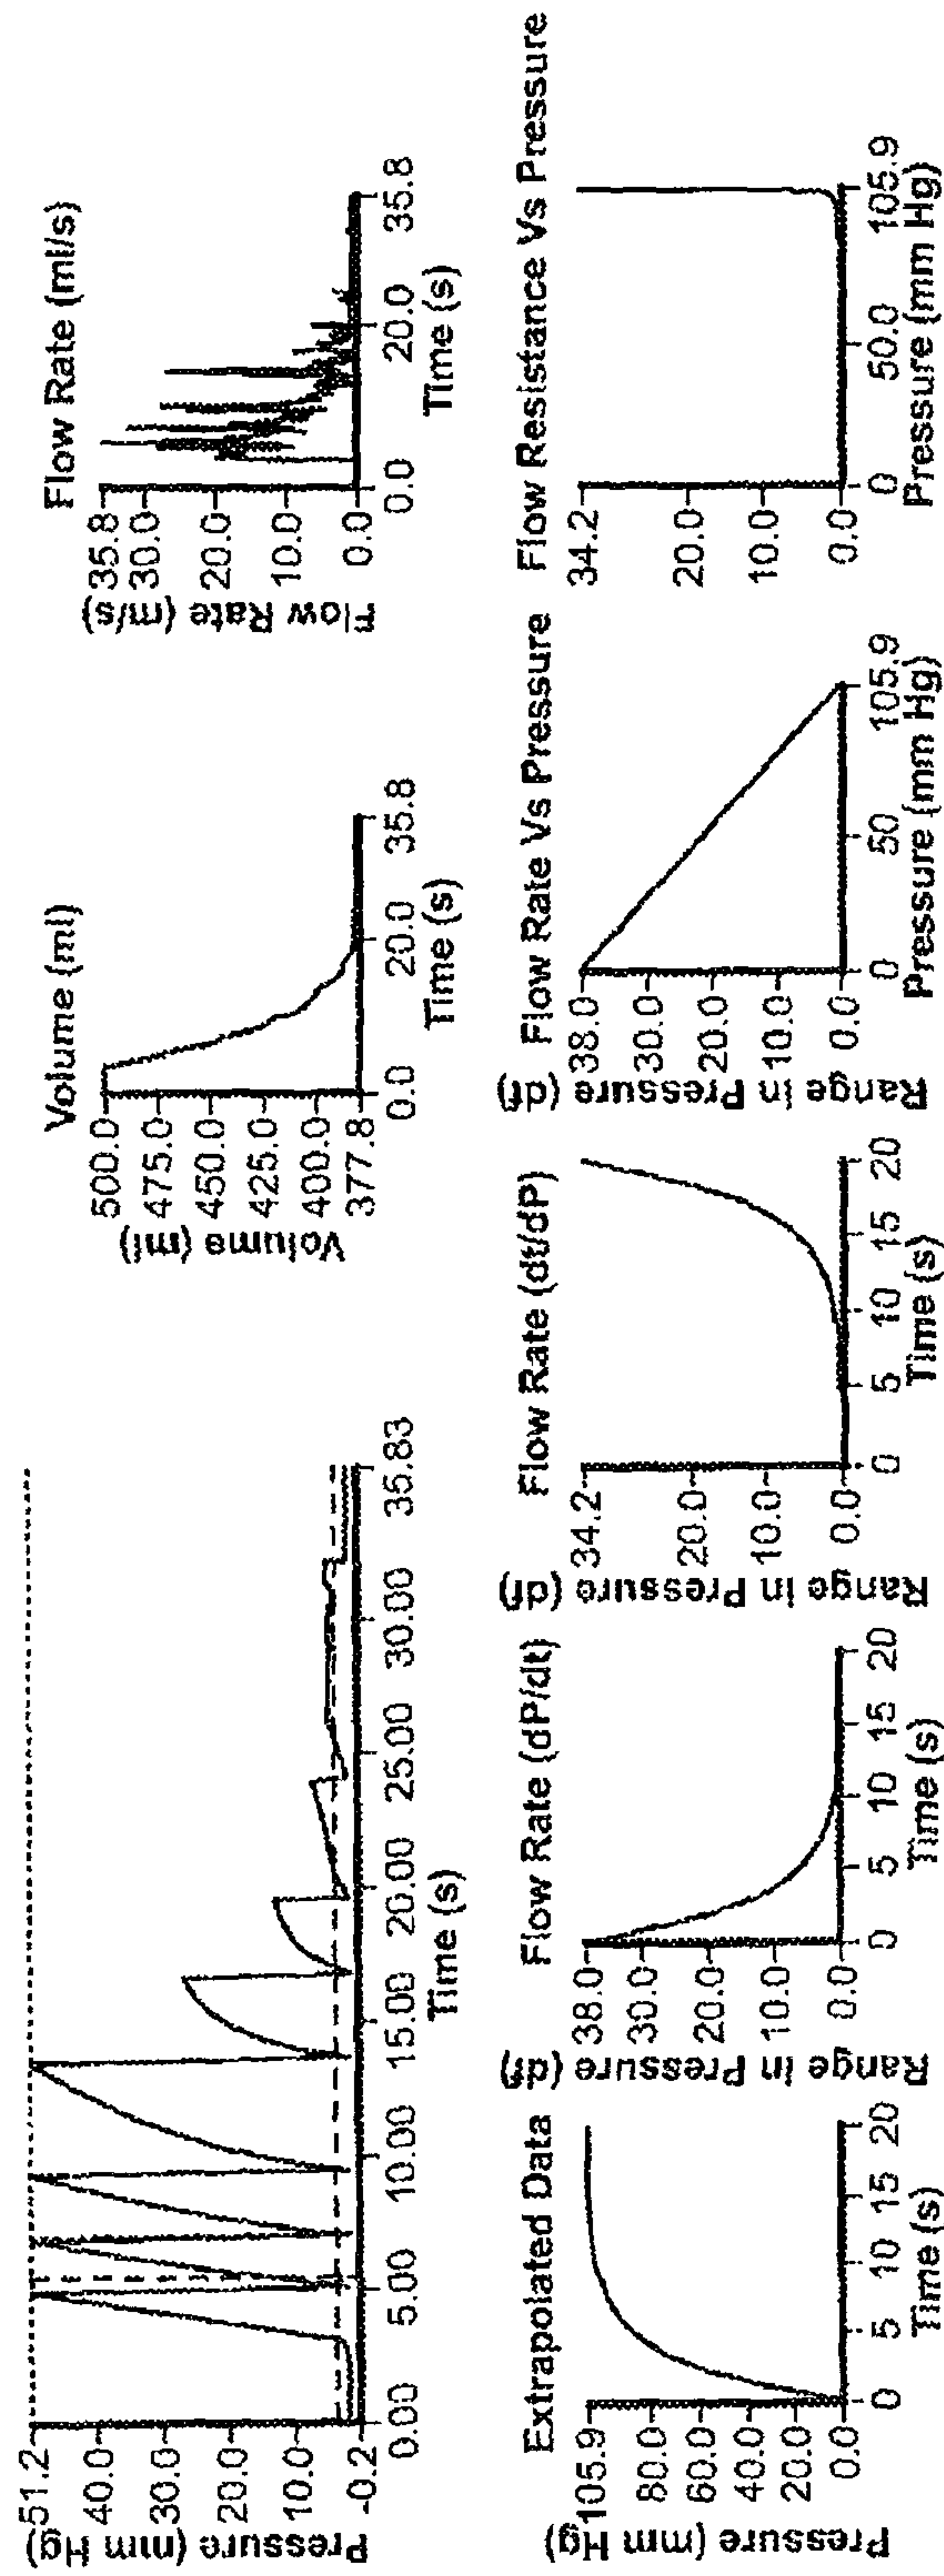 Pressure (mm Hg)
51.2
40.0
30.0
20.0
10.0
-0.2
0.00 5.00 10.00 15.00 20.00 25.00 30.00 35.83
Time (s)
Volume (ml)
Volume (ml)
500.0
475.0
450.0
425.0
400.0
377.8
0.0 20.0 35.8
Time (s)
Flow Rate (ml/s)
Flow Rate (m/s)
35.8
30.0
20.0
10.0
0.0
0.0 20.0 35.8
Time (s)
Extrapolated Data
Pressure (mm Hg)
105.9
80.0
60.0
40.0
20.0
0.0
0 5 10 15 20
Time (s)
Flow Rate (dP/dt)
Range in Pressure (df)
38.0
30.0
20.0
10.0
0.0
0 5 10 15 20
Time (s)
Flow Rate (dt/dP)
Range in Pressure (df)
34.2
20.0
10.0
0.0
0 5 10 15 20
Time (s)
Flow Rate Vs Pressure
Range in Pressure (df)
38.0
30.0
20.0
10.0
0.0
0 50 105.9
Pressure (mm Hg)
Flow Resistance Vs Pressure
34.2
20.0
10.0
0.0
0 50.0 105.9
Pressure (mm Hg)